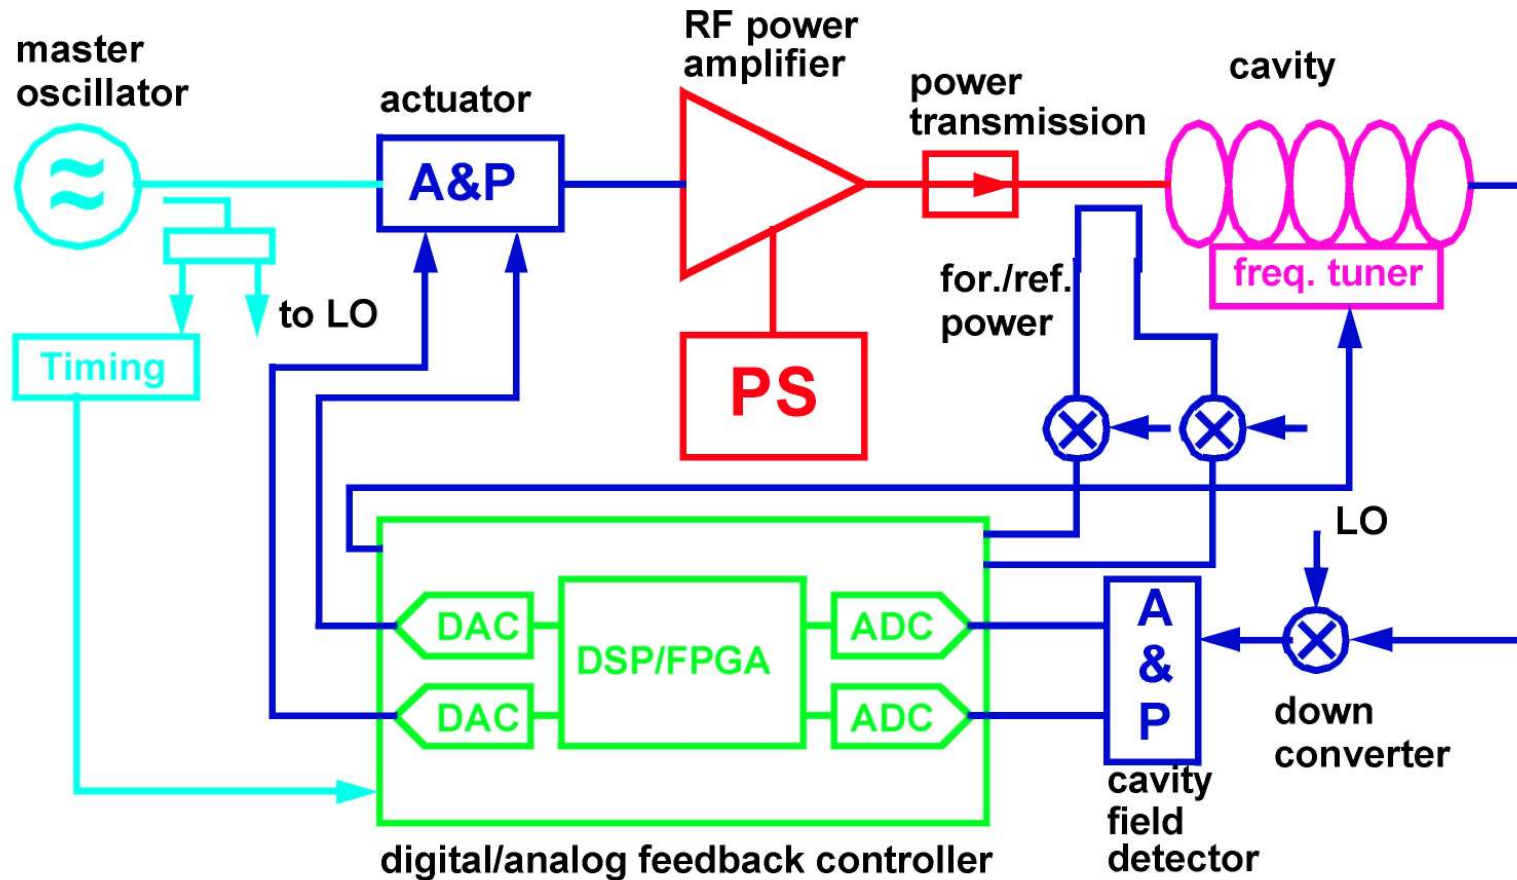 master
oscillator
actuator
A&P
RF power
amplifier
power
transmission
cavity
freq. tuner
for./ref.
power
to LO
Timing
PS
LO
DAC
DAC
DSP/FPGA
ADC
ADC
A
&
P
down
converter
cavity
field
detector
digital/analog feedback controller